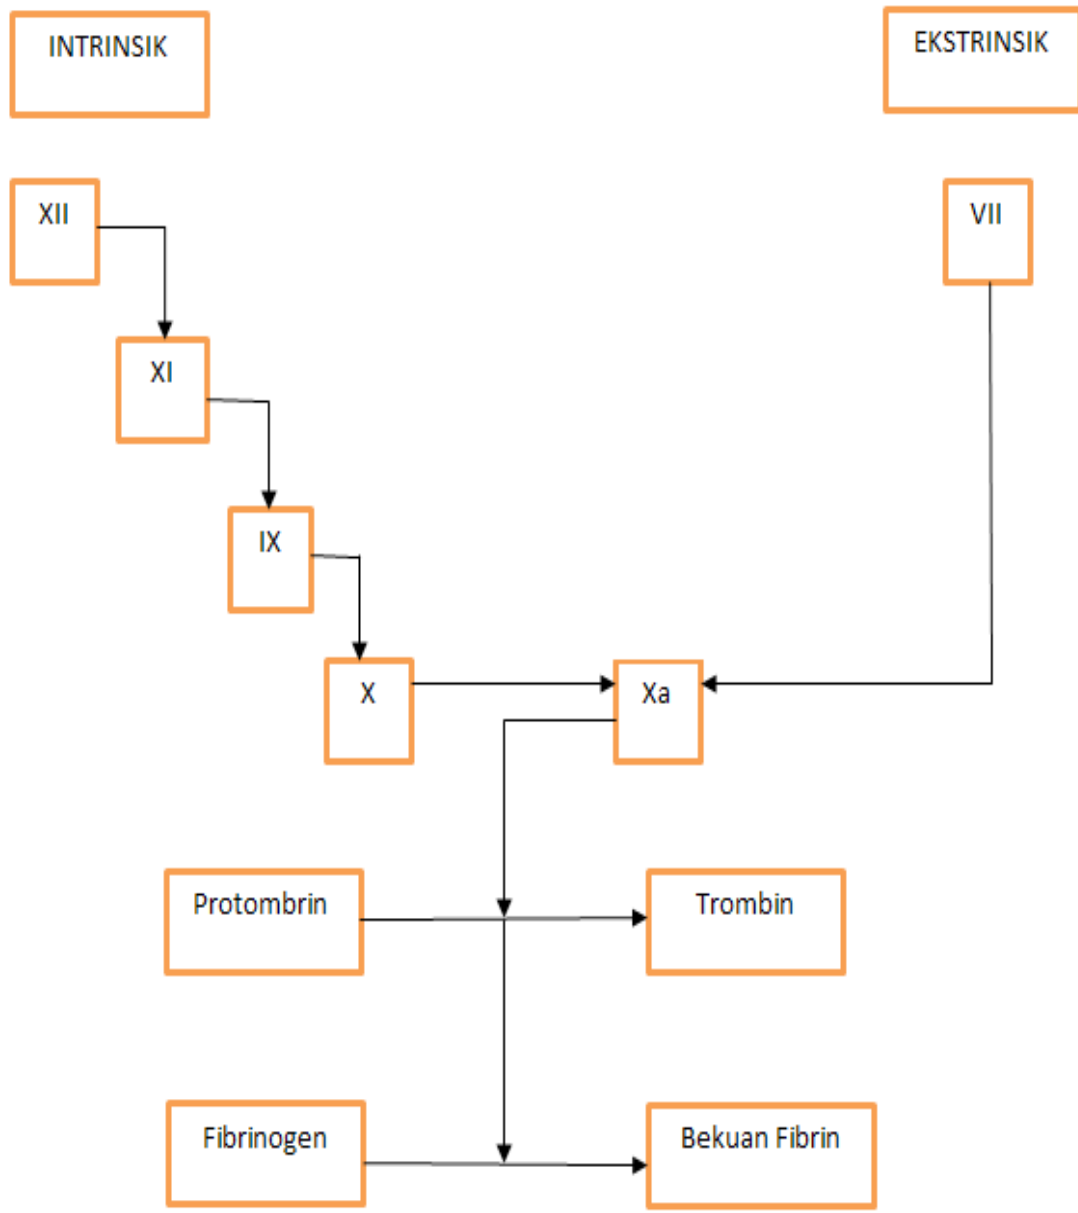 INTRINSIK
EKSTRINSIK
XII
VII
XI
IX
X
Xa
Protombrin
Trombin
Fibrinogen
Bekuan Fibrin